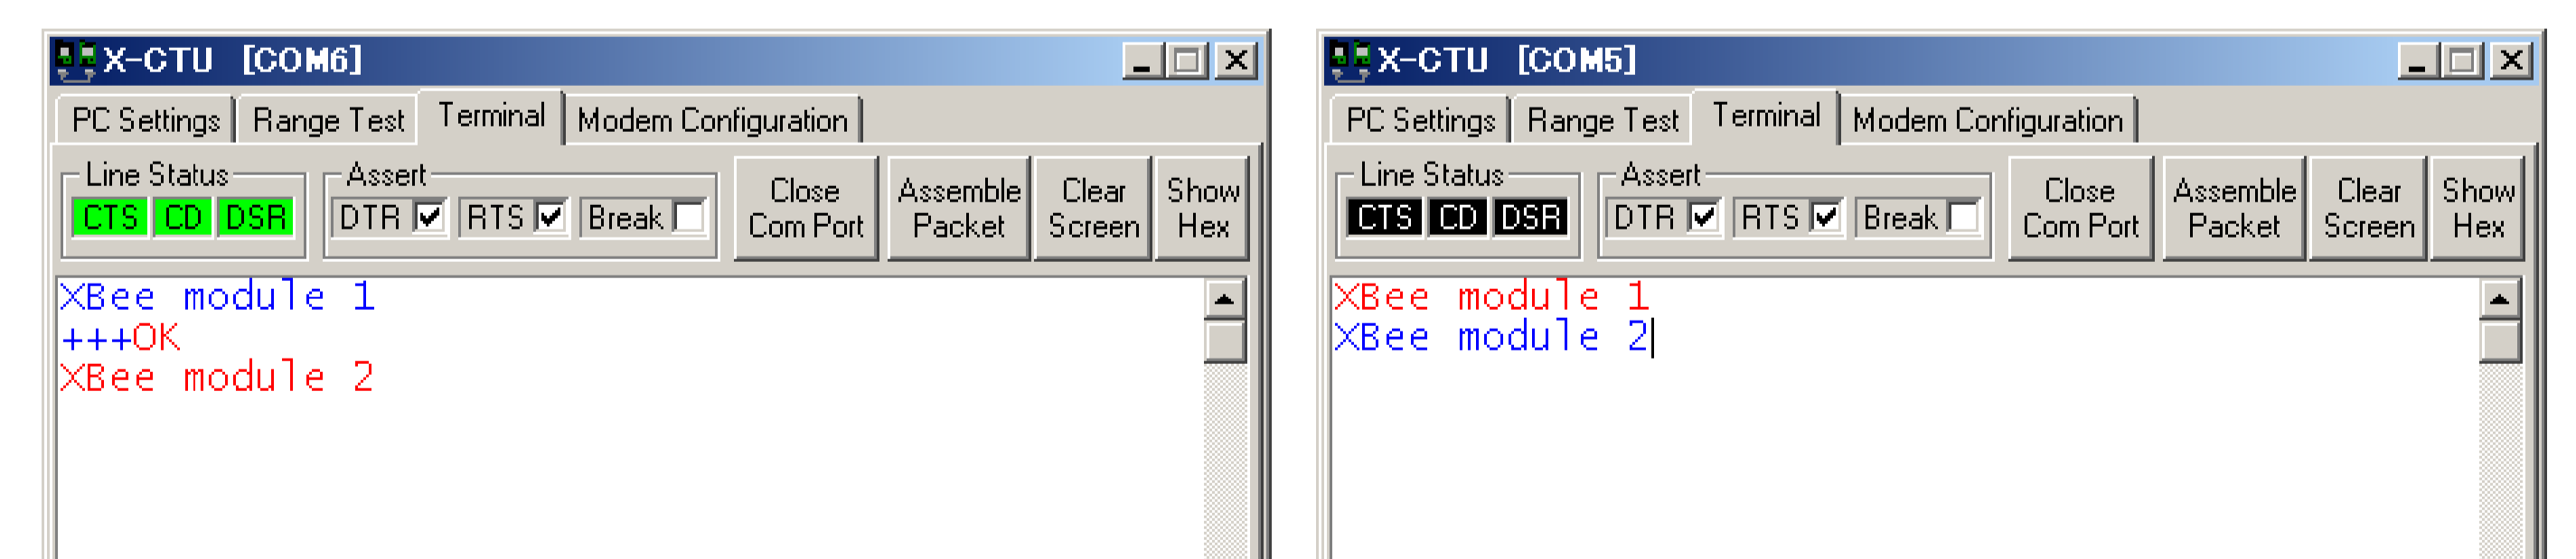 X-CTU [COM6]
PC Settings Range Test Terminal Modem Configuration
Line Status Assert
CTS CD DSR DTR RTS Break Close Com Port Assemble Packet Clear Screen Show Hex
XBee module 1
+++OK
XBee module 2
X-CTU [COM5]
PC Settings Range Test Terminal Modem Configuration
Line Status Assert
CTS CD DSR DTR RTS Break Close Com Port Assemble Packet Clear Screen Show Hex
XBee module 1
XBee module 2